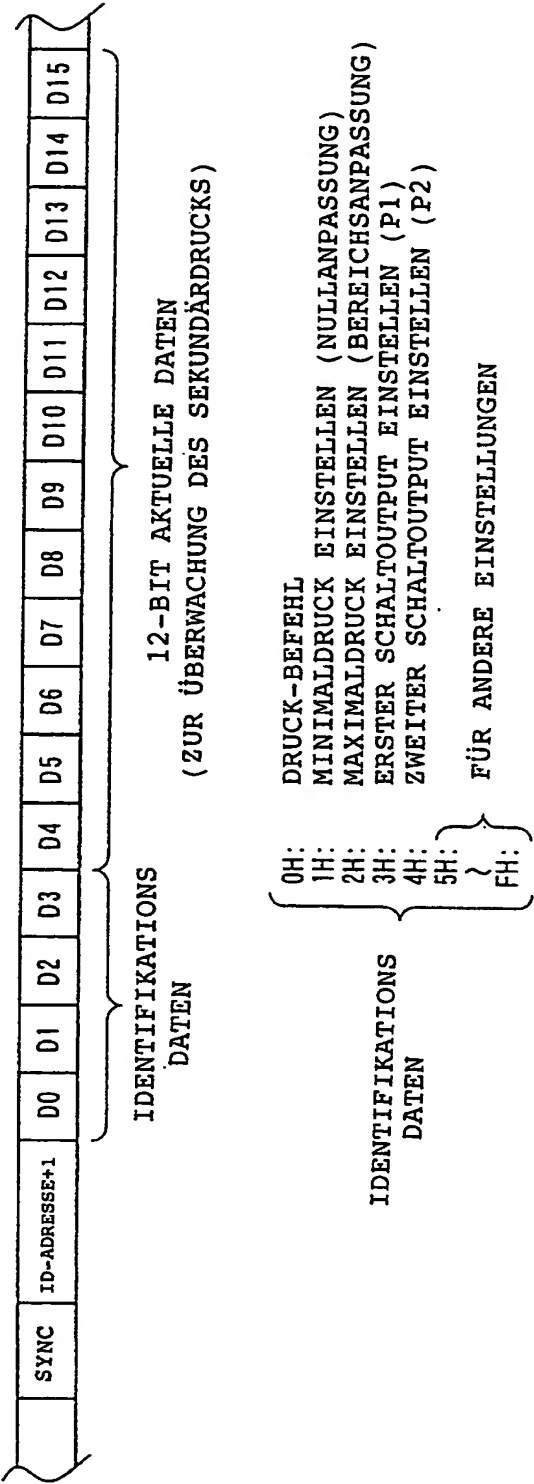 SYNC ID-ADRESSE+1 D0 D1 D2 D3 D4 D5 D6 D7 D8 D9 D10 D11 D12 D13 D14 D15
IDENTIFIKATIONS
DATEN
12-BIT AKTUELLE DATEN
(ZUR ÜBERWACHUNG DES SEKUNDÄRDRUCKS)
IDENTIFIKATIONS
DATEN
0H: DRUCK-BEFEHL
1H: MINIMALDRUCK EINSTELLEN (NULLANPASSUNG)
2H: MAXIMALDRUCK EINSTELLEN (BEREICHSANPASSUNG)
3H: ERSTER SCHALTOUTPUT EINSTELLEN (P1)
4H: ZWEITER SCHALTOUTPUT EINSTELLEN (P2)
5H:
~ FÜR ANDERE EINSTELLUNGEN
FH: